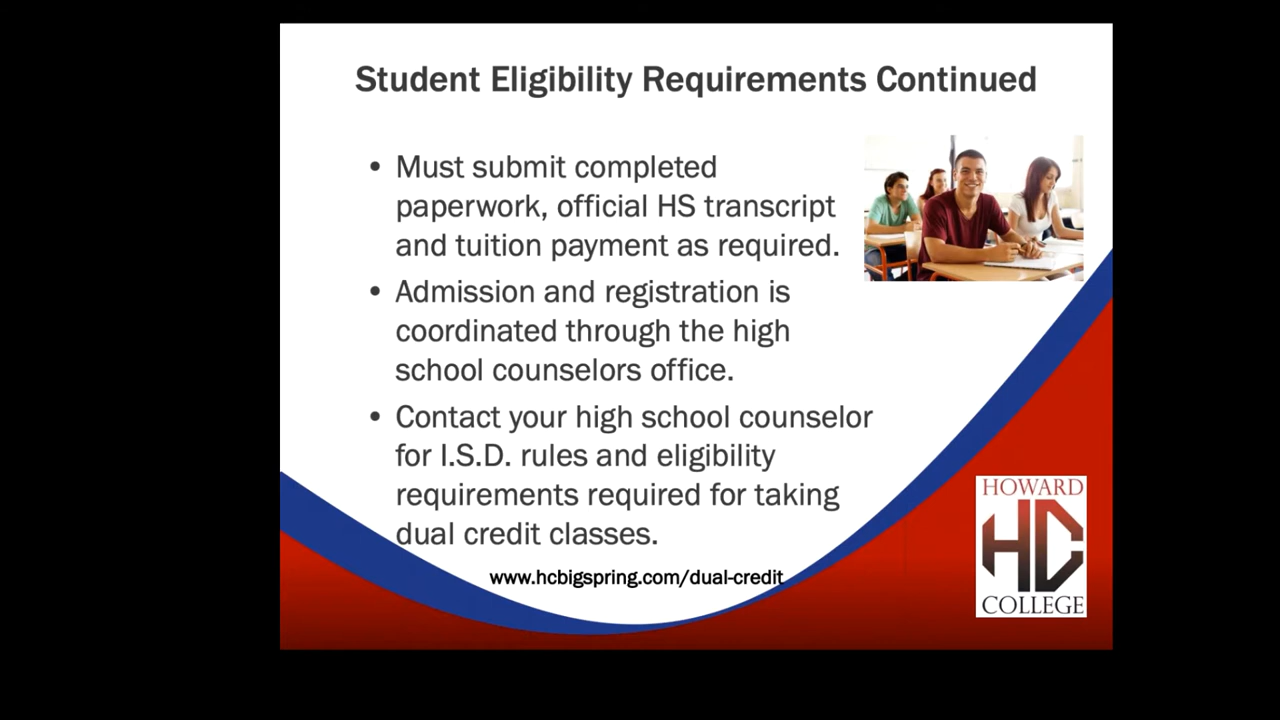 Student Eligibility Requirements Continued
• Must submit completed
paperwork, official HS transcript
and tuition payment as required.
• Admission and registration is
coordinated through the high
school counselors office.
• Contact your high school counselor
for I.S.D. rules and eligibility
requirements required for taking
dual credit classes.
www.hcbigspring.com/dual-credit
HOWARD
HC
COLLEGE